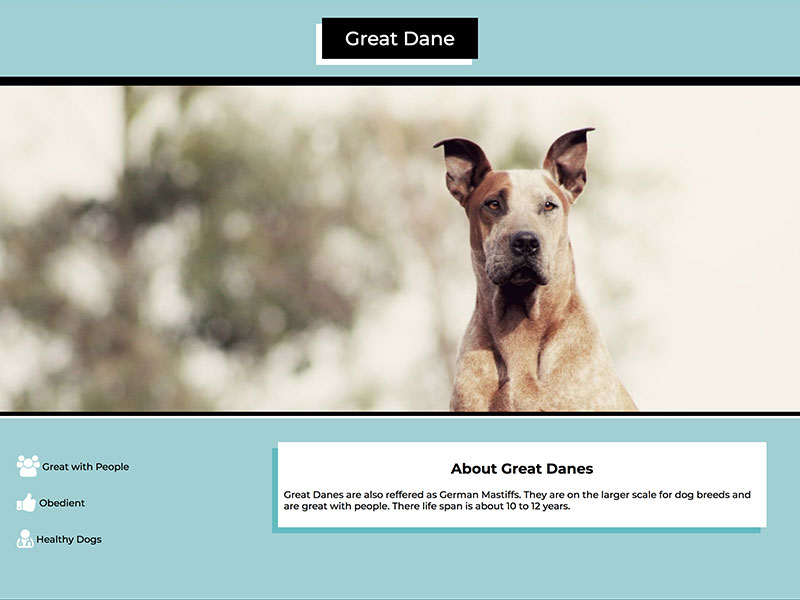 Great Dane
Great with People
Obedient
Healthy Dogs
About Great Danes
Great Danes are also reffered as German Mastiffs. They are on the larger scale for dog breeds and
are great with people. There life span is about 10 to 12 years.